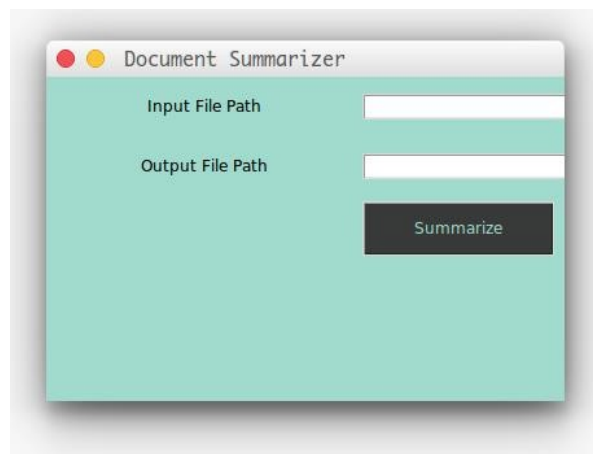 Document Summarizer
Input File Path
Output File Path
Summarize